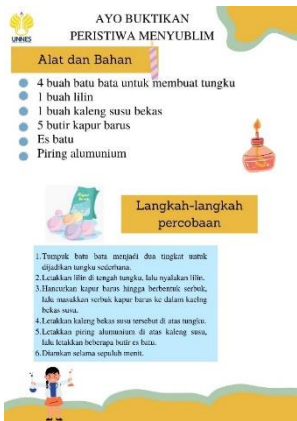 UNNES
AYO BUKTIKAN
PERISTIWA MENYUBLIM
Alat dan Bahan
4 buah batu bata untuk membuat tungku
1 buah lilin
1 buah kaleng susu bekas
5 butir kapur barus
Es batu
Piring alumunium
Langkah-langkah
percobaan
1.Tumpuk batu bata menjadi dua tingkat untuk
dijadikan tungku sederhana.
2.Letakkan lilin di tengah tungku, lalu nyalakan lilin.
3.Hancurkan kapur barus hingga berbentuk serbuk,
lalu masukkan serbuk kapur barus ke dalam kaelng
bekas susu.
4.Letakkan kaleng bekas susu tersebut di atas tungku.
5.Letakkan piring alumunium di atas kaleng susu,
lalu letakkan beberapa butir es batu.
6.Diamkan selama sepuluh menit.